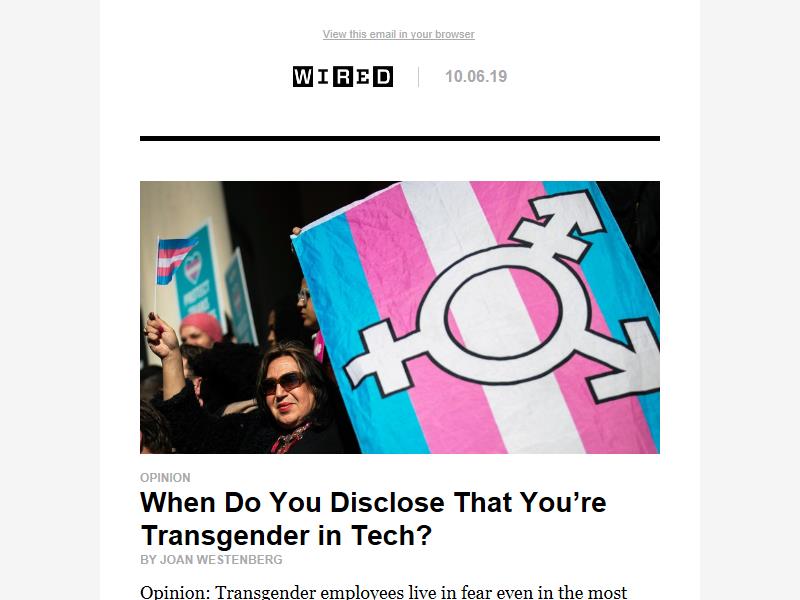 View this email in your browser
WIRED
10.06.19
PROTECT
OPINION
When Do You Disclose That You’re
Transgender in Tech?
BY JOAN WESTENBERG
Opinion: Transgender employees live in fear even in the most